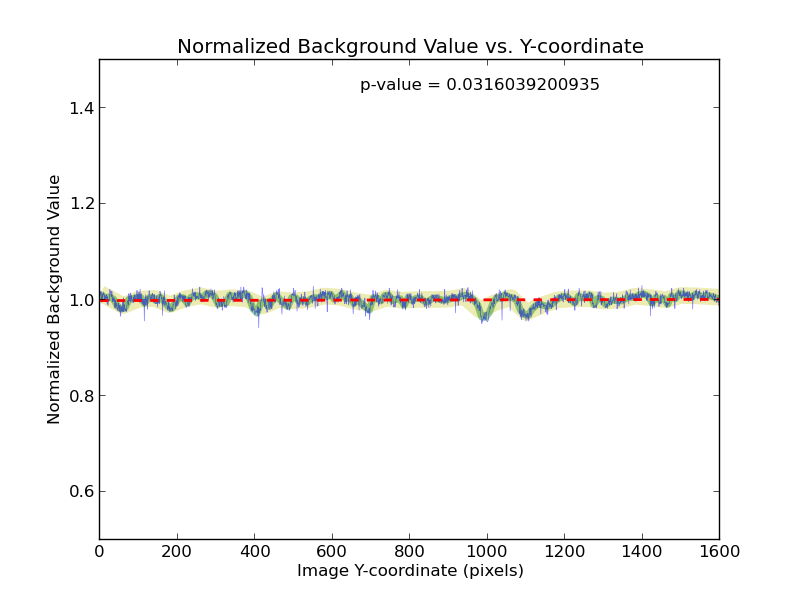 Normalized Background Value vs. Y-coordinate
p-value = 0.0316039200935
Normalized Background Value
1.4
1.2
1.0
0.8
0.6
0 200 400 600 800 1000 1200 1400 1600
Image Y-coordinate (pixels)